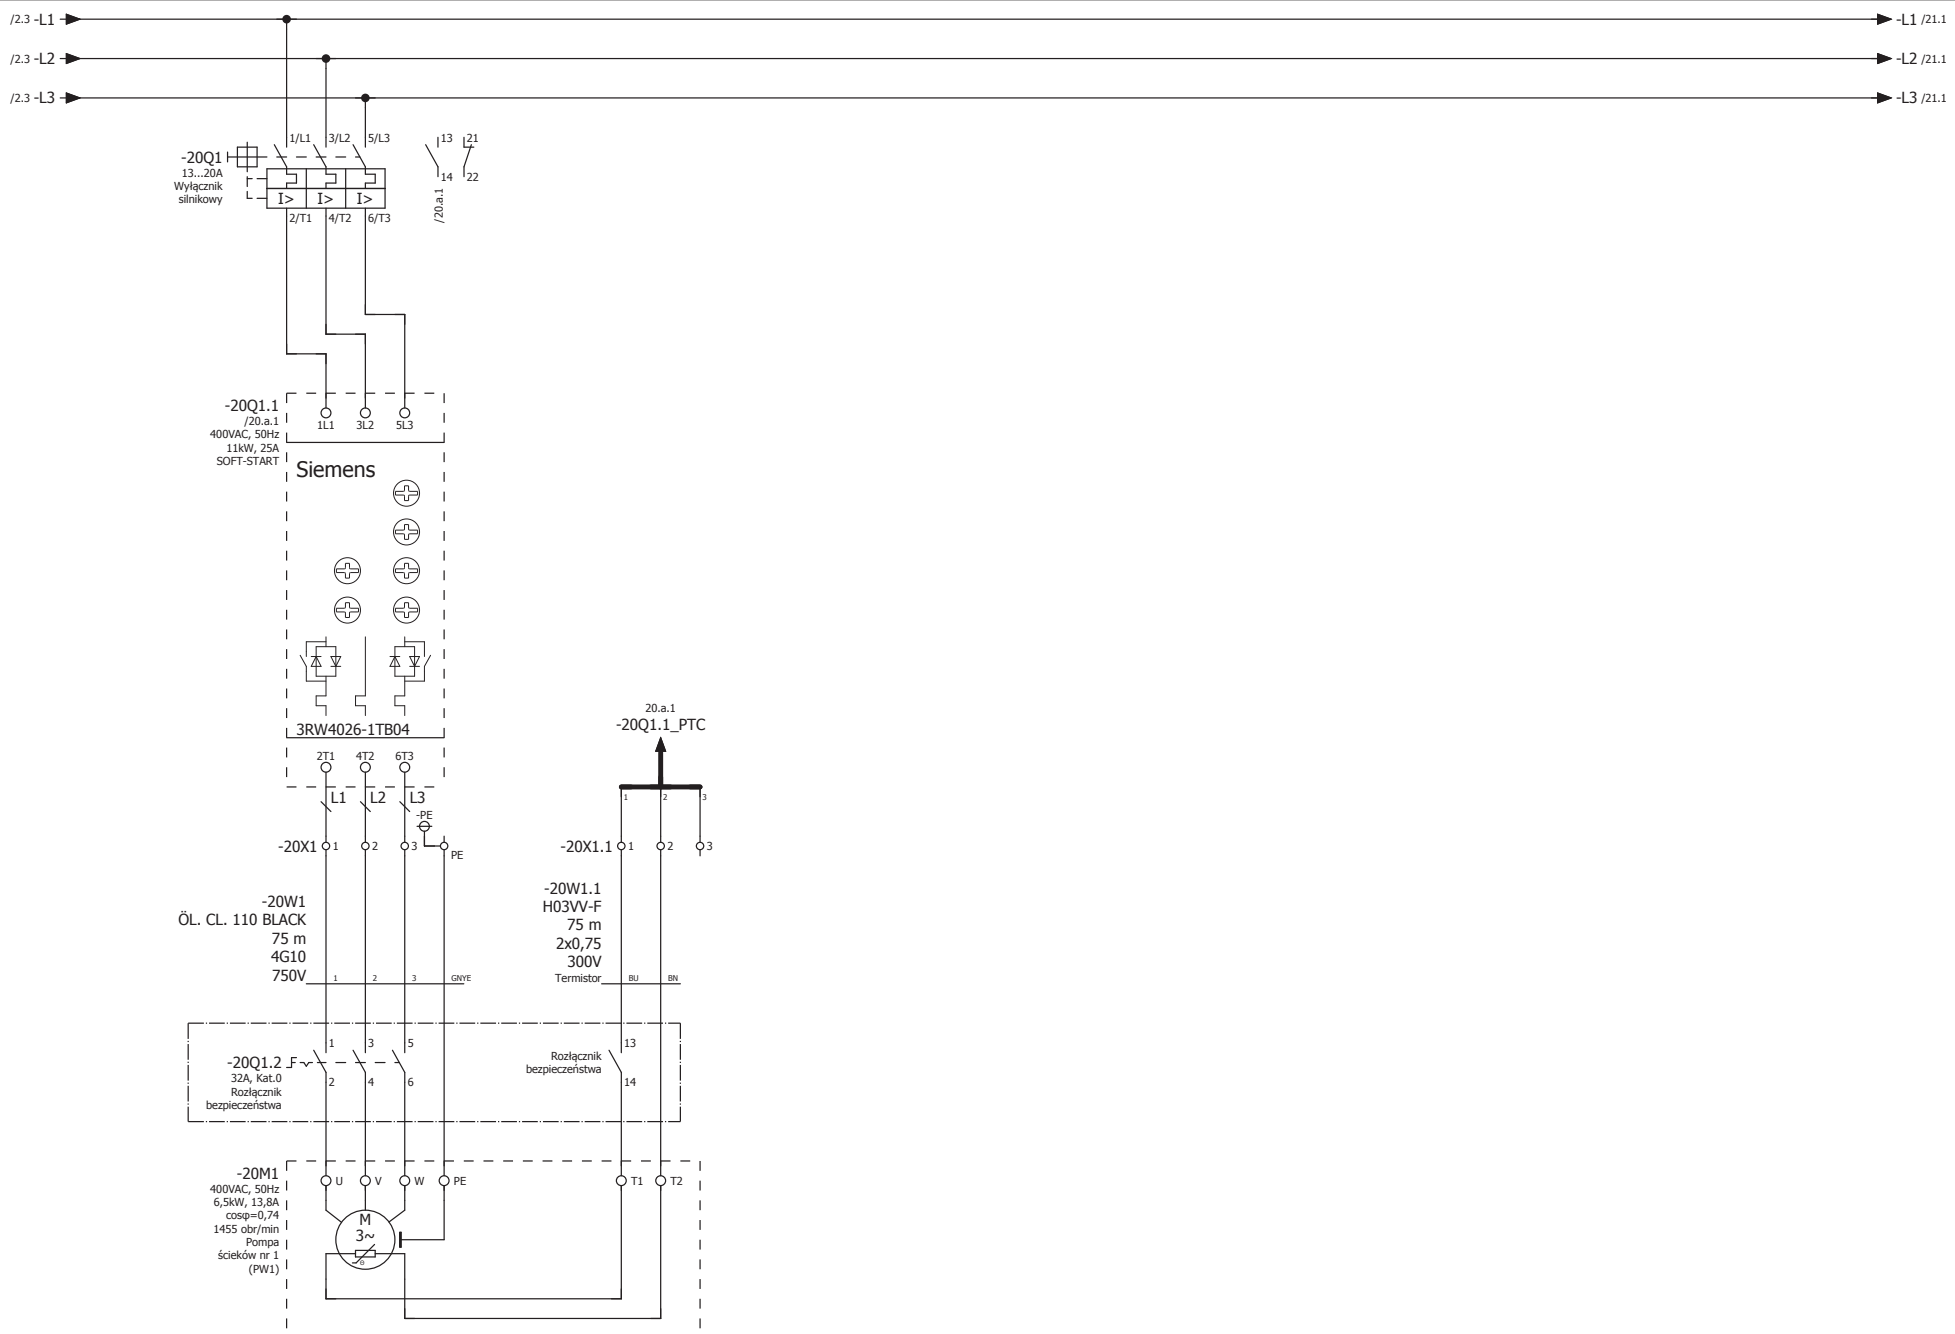 /2.3 -L1
-L1 /21.1
/2.3 -L2
-L2 /21.1
/2.3 -L3
-L3 /21.1
1/L1 3/L2 5/L3 13 21
-20Q1
13...20A
Wyłącznik
silnikowy
14 22
I> I> I>
/20.a.1
2/T1 4/T2 6/T3
-20Q1.1
/20.a.1
400VAC, 50Hz
11kW, 25A
SOFT-START
1L1 3L2 5L3
Siemens
3RW4026-1TB04
2T1 4T2 6T3
20.a.1
-20Q1.1_PTC
L1 L2 L3
1 2 3
-PE
-20X1 1 2 3 PE
-20X1.1 1 2 3
-20W1
ÖL. CL. 110 BLACK
75 m
4G10
750V
1 2 3 GNYE
-20W1.1
H03VV-F
75 m
2x0,75
300V
Termistor
BU BN
1 3 5 13
-20Q1.2
32A, Kat.0
Rozłącznik
bezpieczeństwa
2 4 6
Rozłącznik
bezpieczeństwa
14
-20M1
400VAC, 50Hz
6,5kW, 13,8A
cosφ=0,74
1455 obr/min
Pompa
ścieków nr 1
(PW1)
U V W PE T1 T2
M
3~
Θ